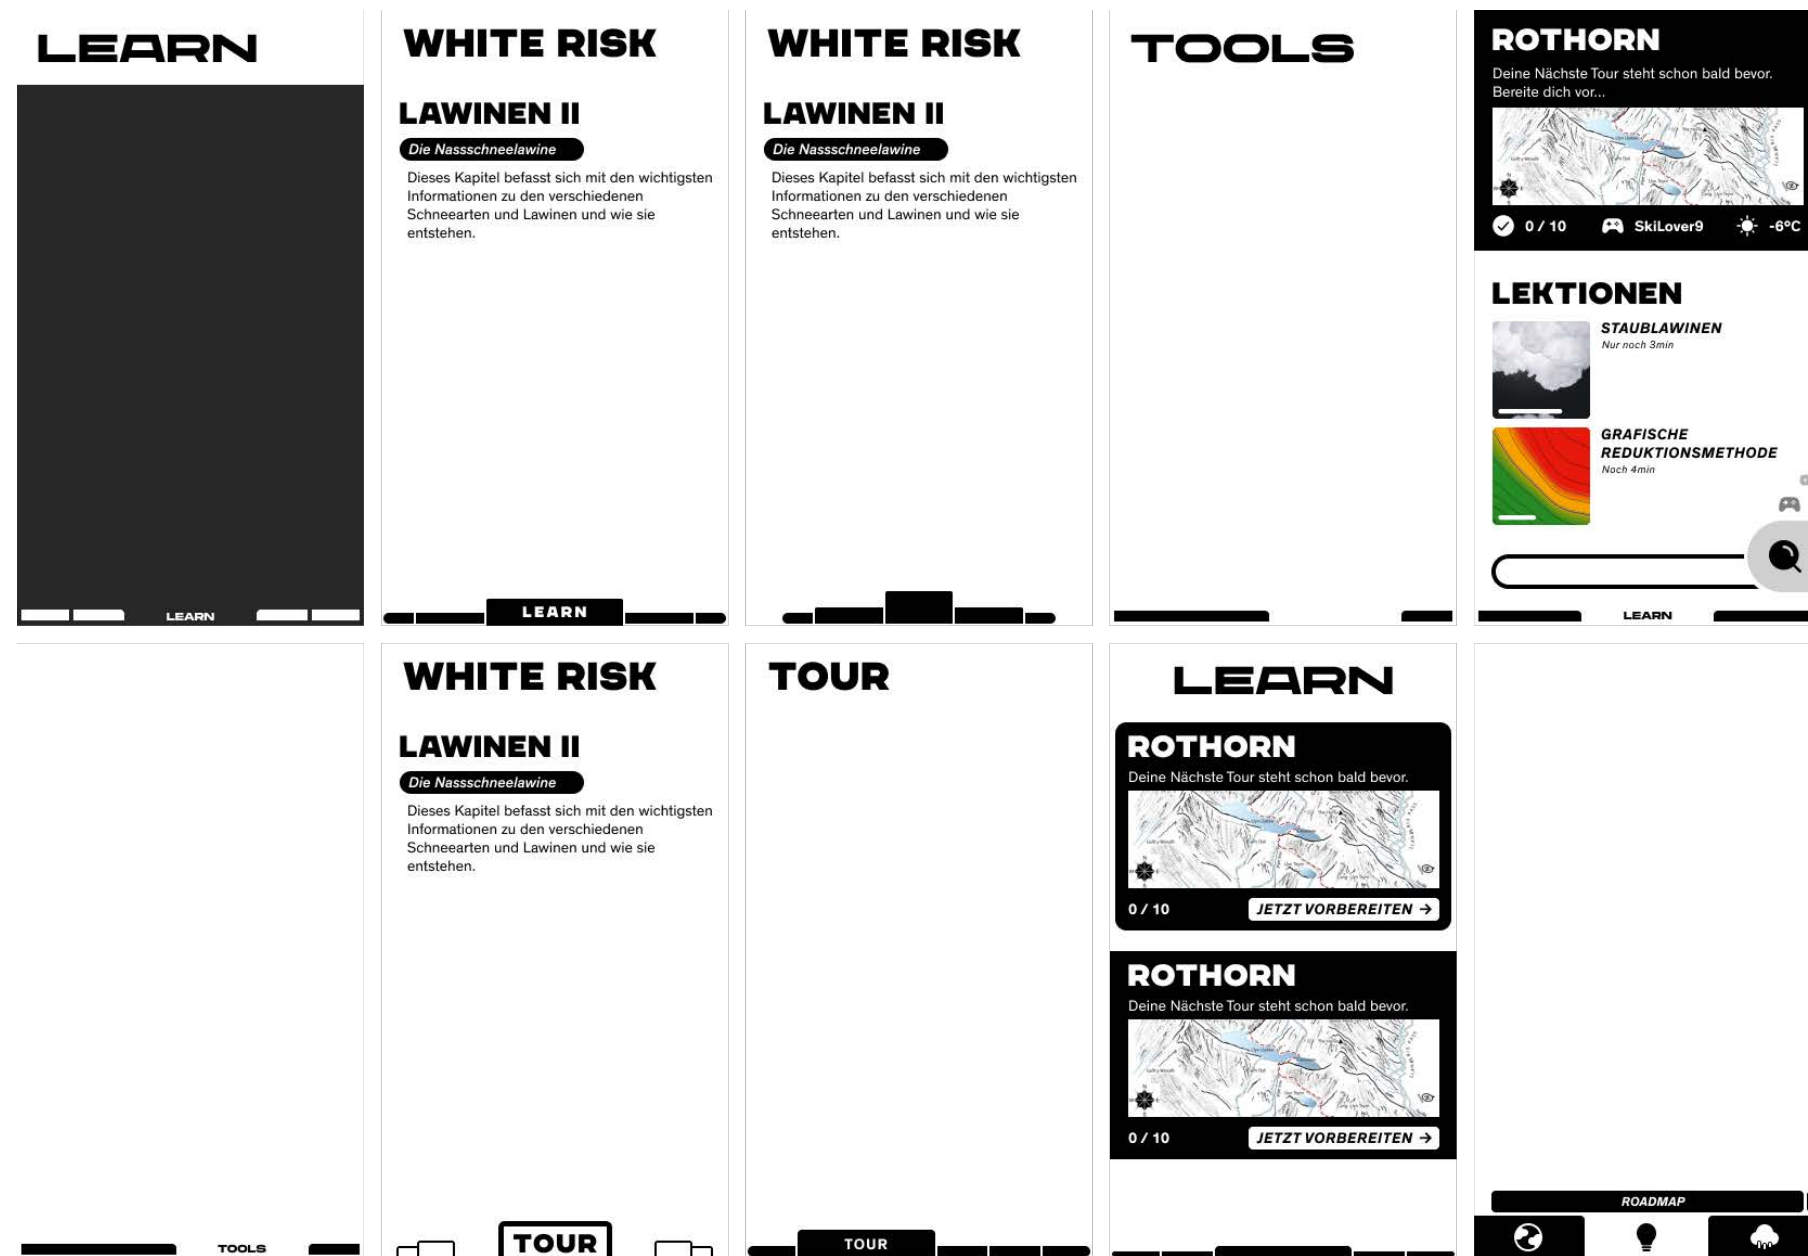 LEARN
LEARN
WHITE RISK
LAWINEN II
Die Nassschneelawine
Dieses Kapitel befasst sich mit den wichtigsten
Informationen zu den verschiedenen
Schneearten und Lawinen und wie sie
entstehen.
LEARN
WHITE RISK
LAWINEN II
Die Nassschneelawine
Dieses Kapitel befasst sich mit den wichtigsten
Informationen zu den verschiedenen
Schneearten und Lawinen und wie sie
entstehen.
TOOLS
ROTHORN
Deine Nächste Tour steht schon bald bevor.
Bereite dich vor...
0 / 10
SkiLover9
-6°C
LEKTIONEN
STAUBLAWINEN
Nur noch 3min
GRAFISCHE
REDUKTIONSMETHODE
Noch 4min
LEARN
TOOLS
WHITE RISK
LAWINEN II
Die Nassschneelawine
Dieses Kapitel befasst sich mit den wichtigsten
Informationen zu den verschiedenen
Schneearten und Lawinen und wie sie
entstehen.
TOUR
TOUR
TOUR
LEARN
ROTHORN
Deine Nächste Tour steht schon bald bevor.
0 / 10
JETZT VORBEREITEN →
ROTHORN
Deine Nächste Tour steht schon bald bevor.
0 / 10
JETZT VORBEREITEN →
ROADMAP